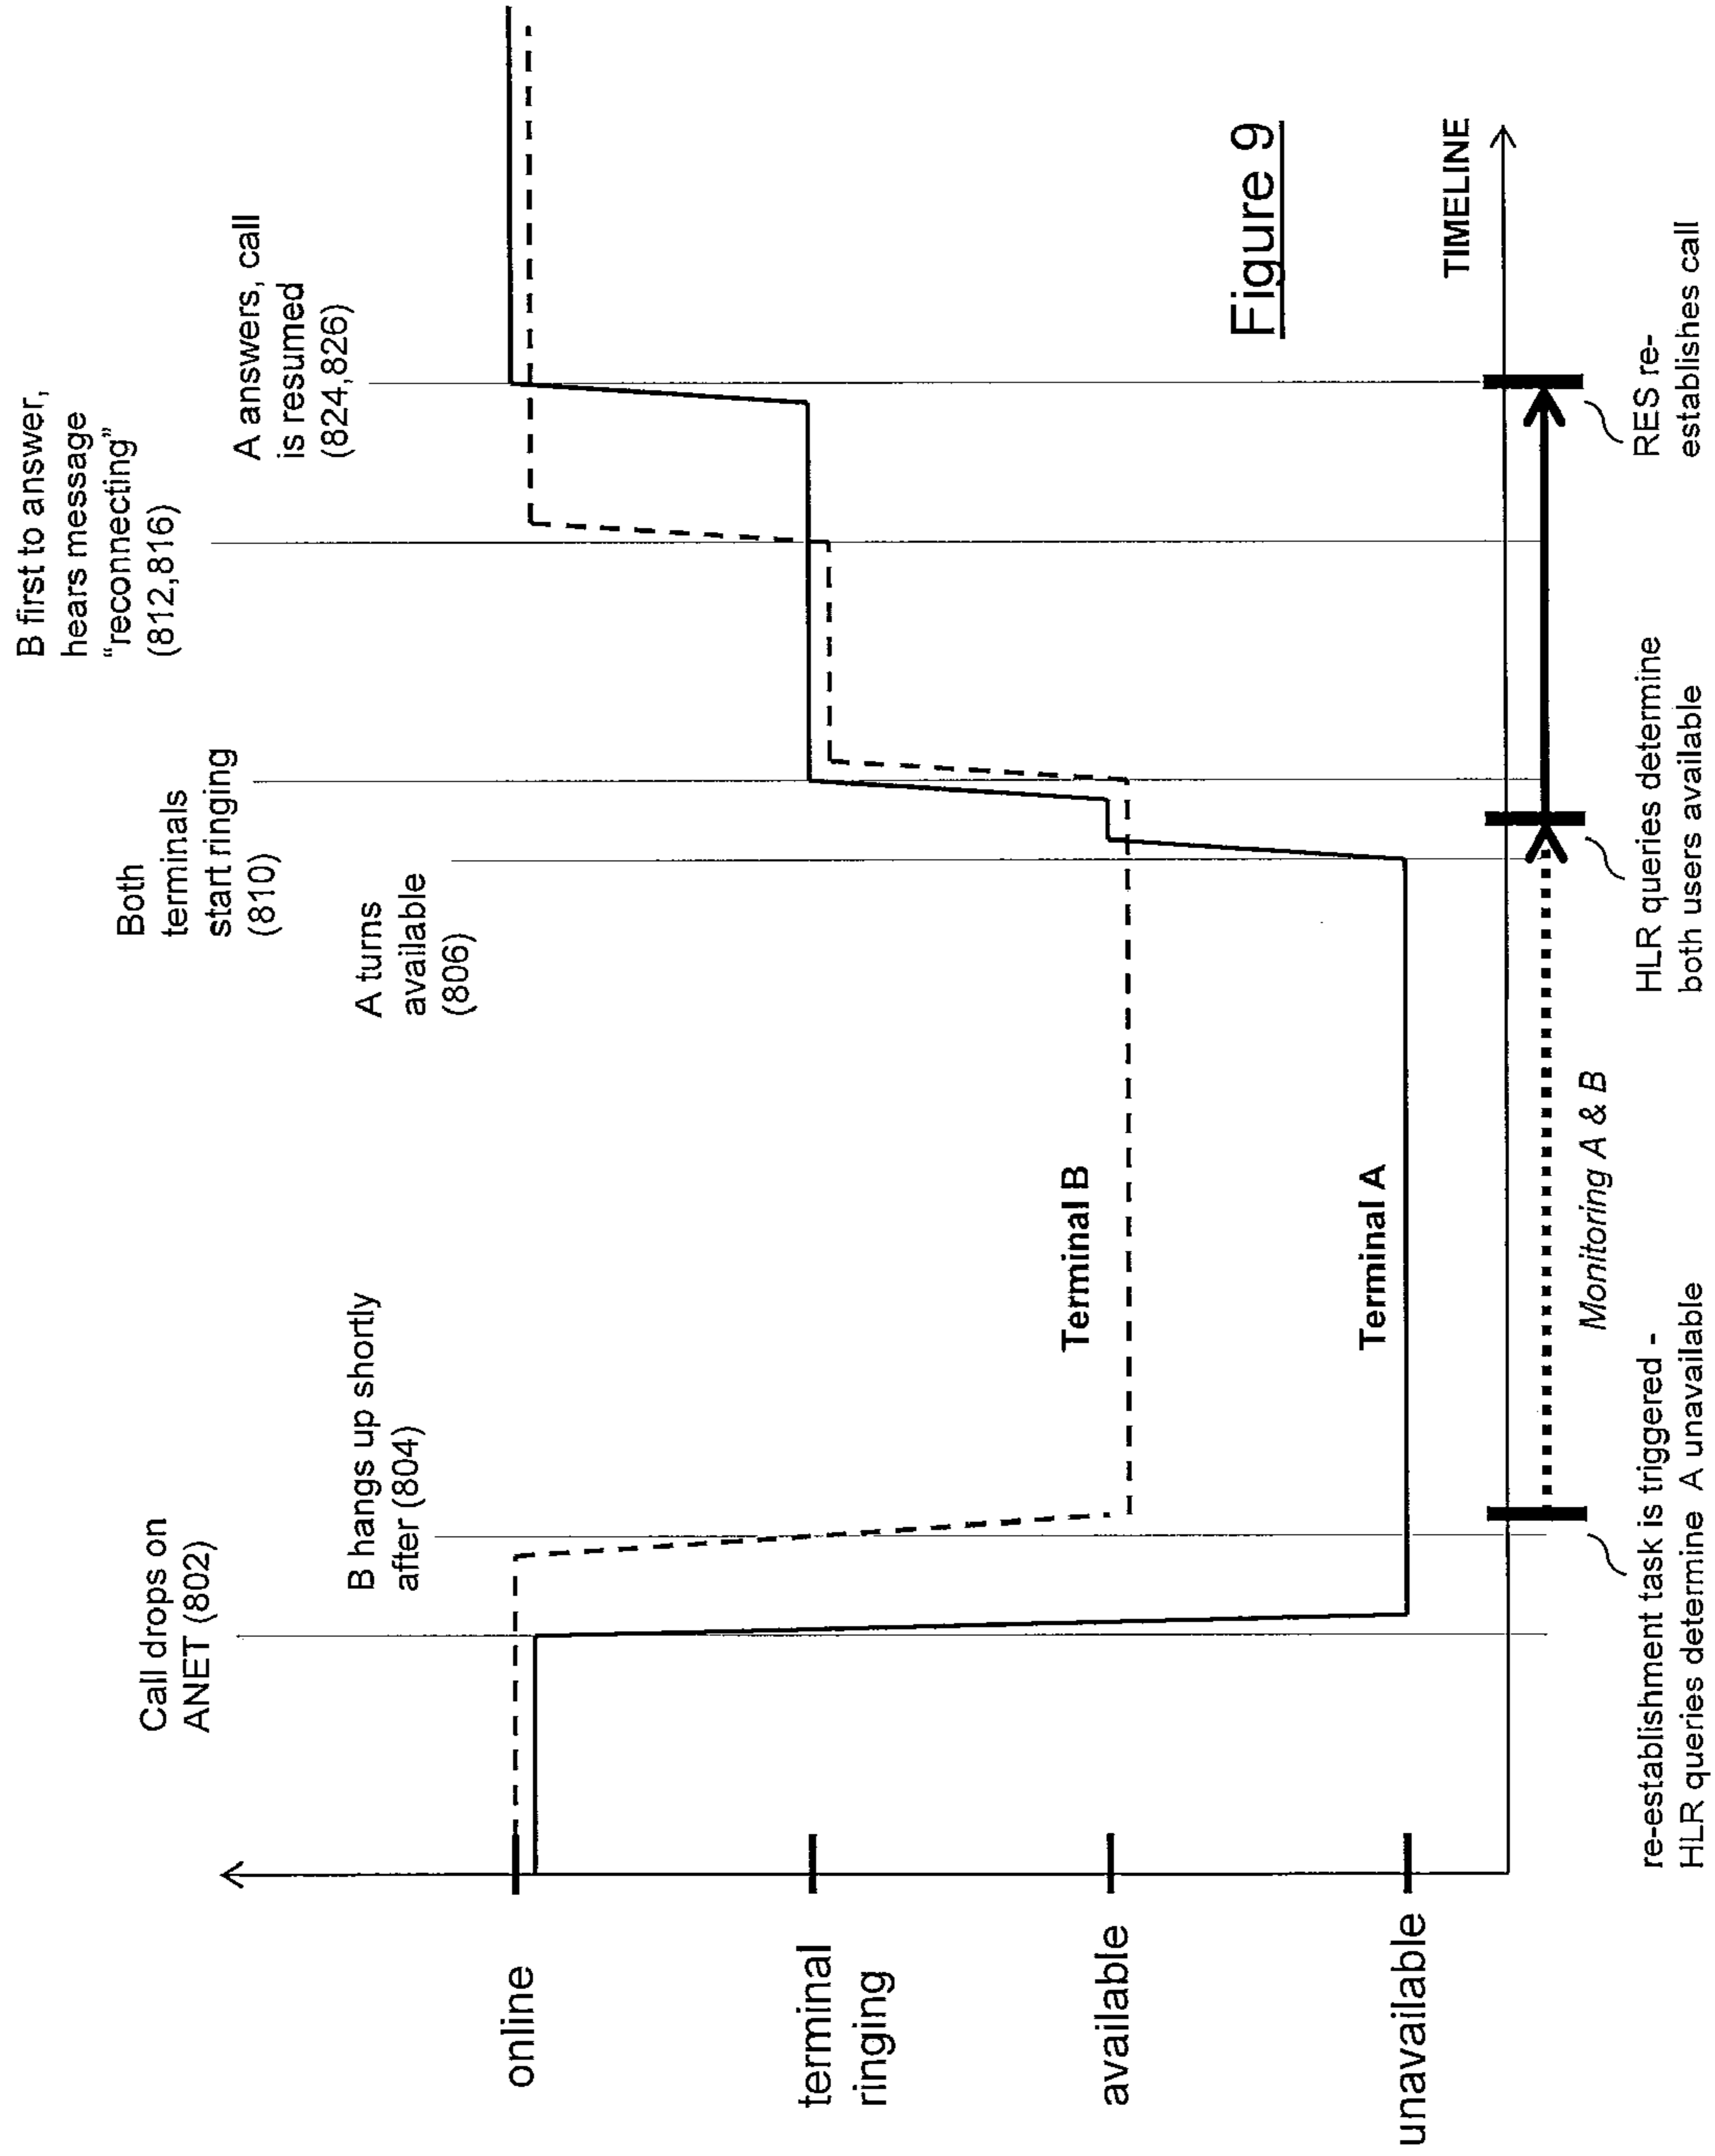 Call drops on
ANET (802)
B hangs up shortly
after (804)
A turns
available
(806)
Both
terminals
start ringing
(810)
B first to answer,
hears message
“reconnecting”
(812,816)
A answers, call
is resumed
(824,826)
online
terminal
ringing
available
unavailable
Terminal B
Terminal A
Figure 9
TIMELINE
Monitoring A & B
re-establishment task is triggered -
HLR queries determine A unavailable
HLR queries determine
both users available
RES re-
establishes call